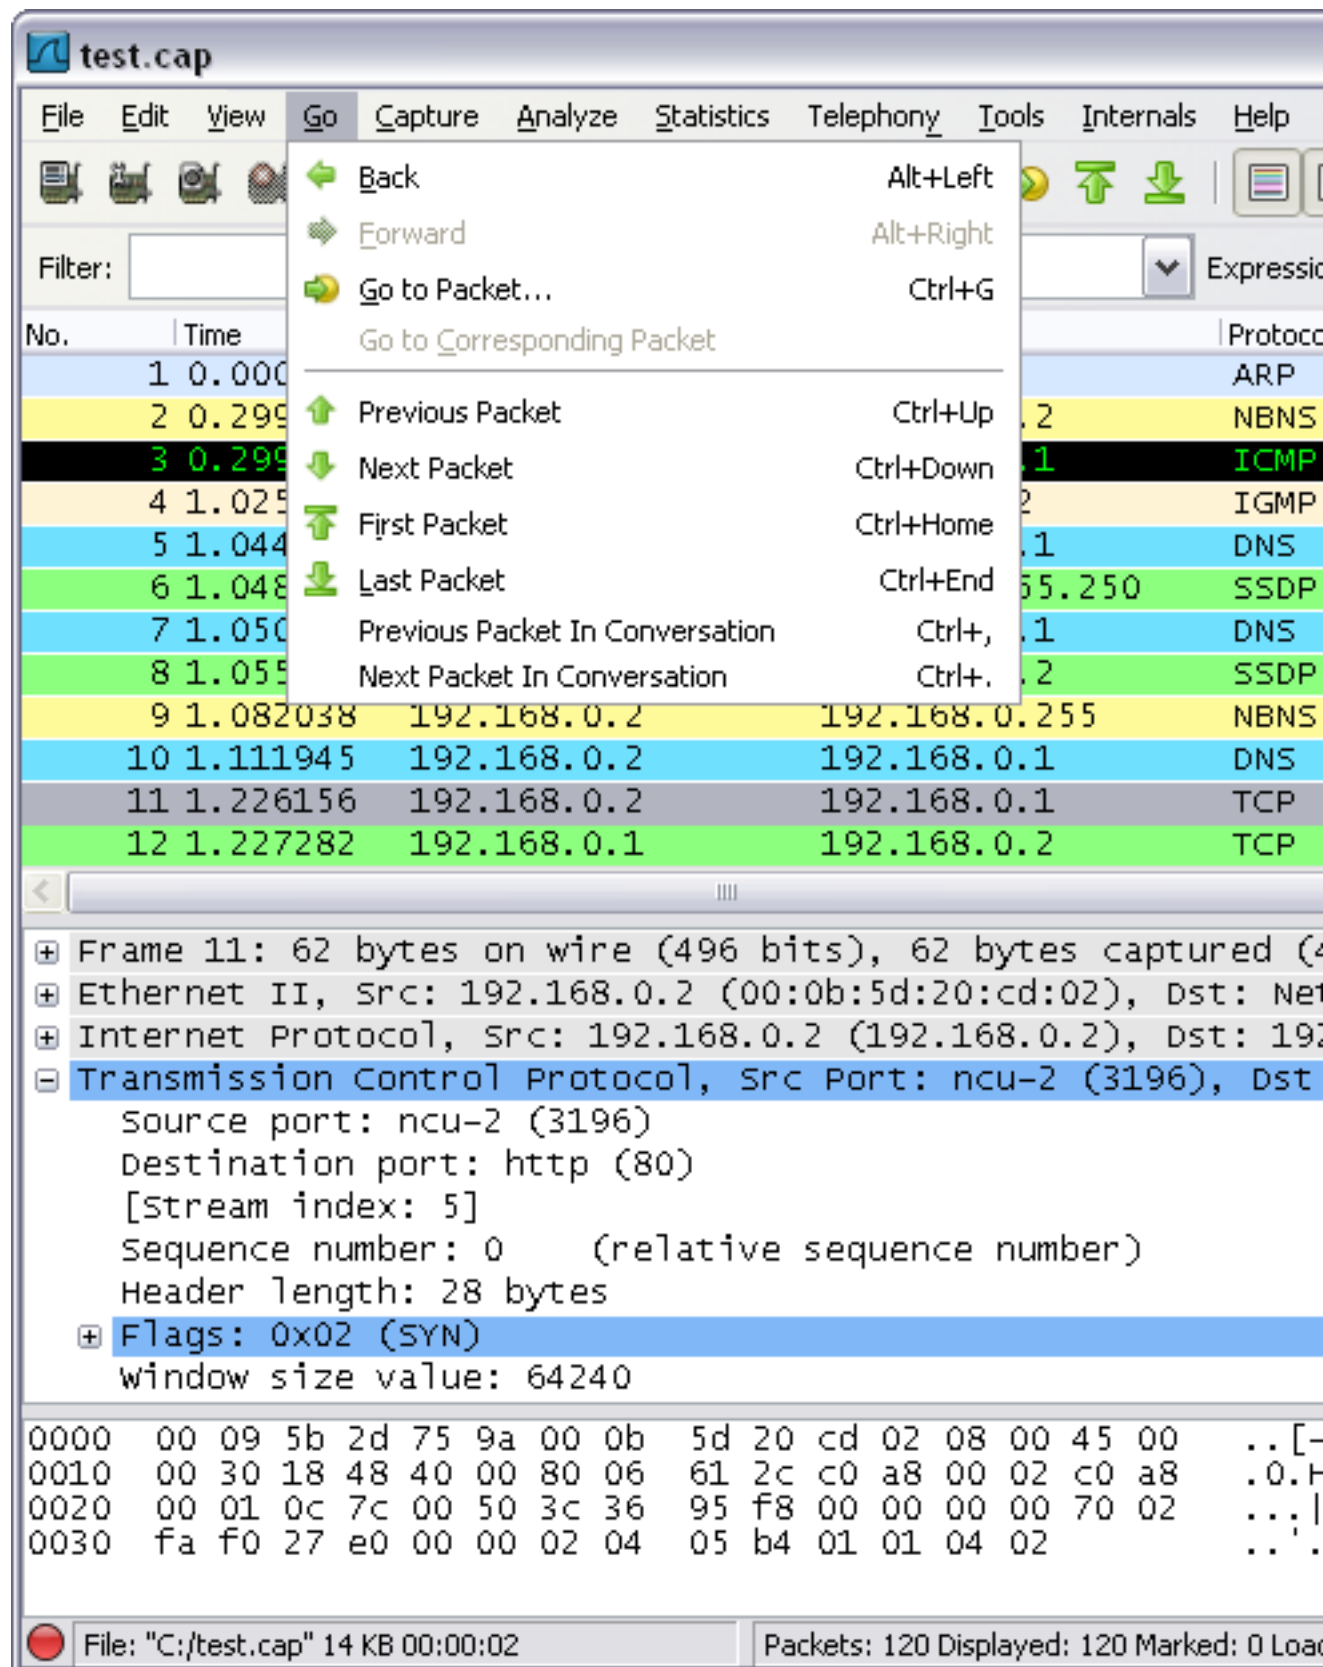 test.cap
File Edit View Go Capture Analyze Statistics Telephony Tools Internals Help
Back Alt+Left
Forward Alt+Right
Filter: Expressio
Go to Packet... Ctrl+G
No. Time Protoco
Go to Corresponding Packet
1 0.000 ARP
Previous Packet Ctrl+Up
2 0.299 .2 NBNS
Next Packet Ctrl+Down
3 0.299 .1 ICMP
4 1.025 2 IGMP
First Packet Ctrl+Home
5 1.044 .1 DNS
Last Packet Ctrl+End
6 1.048 55.250 SSDP
Previous Packet In Conversation Ctrl+,
7 1.050 .1 DNS
Next Packet In Conversation Ctrl+.
8 1.055 .2 SSDP
9 1.082038 192.168.0.2 192.168.0.255 NBNS
10 1.111945 192.168.0.2 192.168.0.1 DNS
11 1.226156 192.168.0.2 192.168.0.1 TCP
12 1.227282 192.168.0.1 192.168.0.2 TCP
Frame 11: 62 bytes on wire (496 bits), 62 bytes captured (4
Ethernet II, Src: 192.168.0.2 (00:0b:5d:20:cd:02), Dst: Net
Internet Protocol, Src: 192.168.0.2 (192.168.0.2), Dst: 192
Transmission Control Protocol, Src Port: ncu-2 (3196), Dst
Source port: ncu-2 (3196)
Destination port: http (80)
[Stream index: 5]
Sequence number: 0 (relative sequence number)
Header length: 28 bytes
Flags: 0x02 (SYN)
Window size value: 64240
0000 00 09 5b 2d 75 9a 00 0b 5d 20 cd 02 08 00 45 00 ..[-
0010 00 30 18 48 40 00 80 06 61 2c c0 a8 00 02 c0 a8 .0.H
0020 00 01 0c 7c 00 50 3c 36 95 f8 00 00 00 00 70 02 ...|
0030 fa f0 27 e0 00 00 02 04 05 b4 01 01 04 02 ..'.
File: "C:/test.cap" 14 KB 00:00:02 Packets: 120 Displayed: 120 Marked: 0 Load